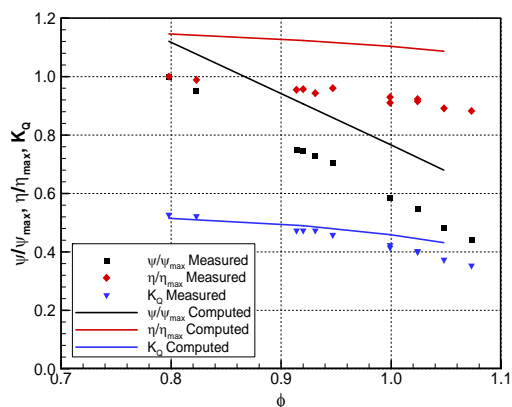 1.2
1.0
0.8
0.6
0.4
0.2
0.0
ψ/ψmax, η/ηmax, KQ
ψ/ψmax Measured
η/ηmax Measured
KQ Measured
ψ/ψmax Computed
η/ηmax Computed
KQ Computed
0.7 0.8 0.9 1.0 1.1
ϕ